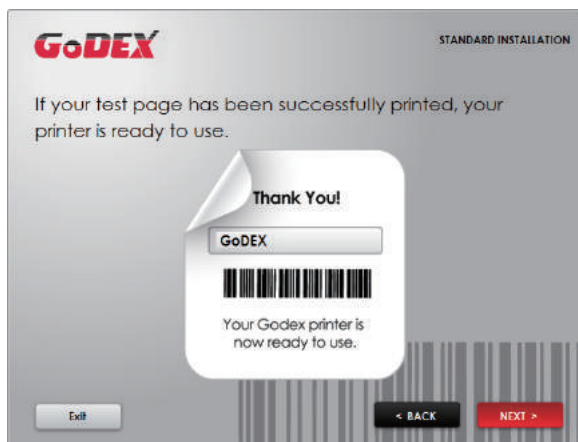 GoDEX
STANDARD INSTALLATION
If your test page has been successfully printed, your
printer is ready to use.
Thank You!
GoDEX
Your Godex printer is
now ready to use.
Exit
< BACK
NEXT >